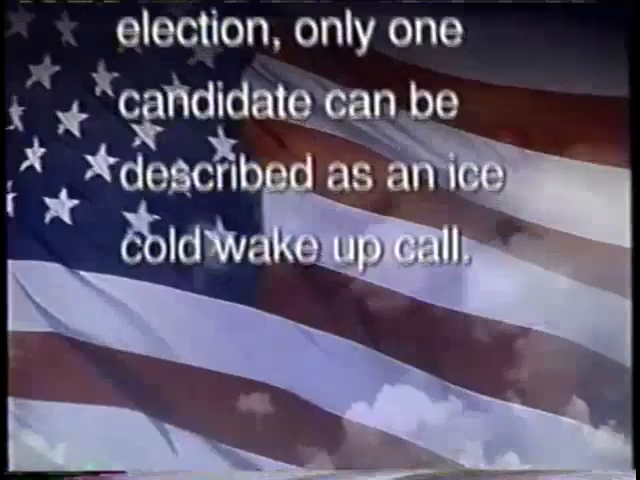 election, only one
candidate can be
described as an ice
cold wake up call.